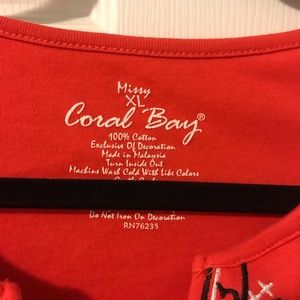 Missy
XL
Coral Bay®
100% Cotton
Exclusive Of Decoration
Made in Malaysia
Turn Inside Out
Machine Wash Cold With Like Colors
Do Not Iron On Decoration
RN76235